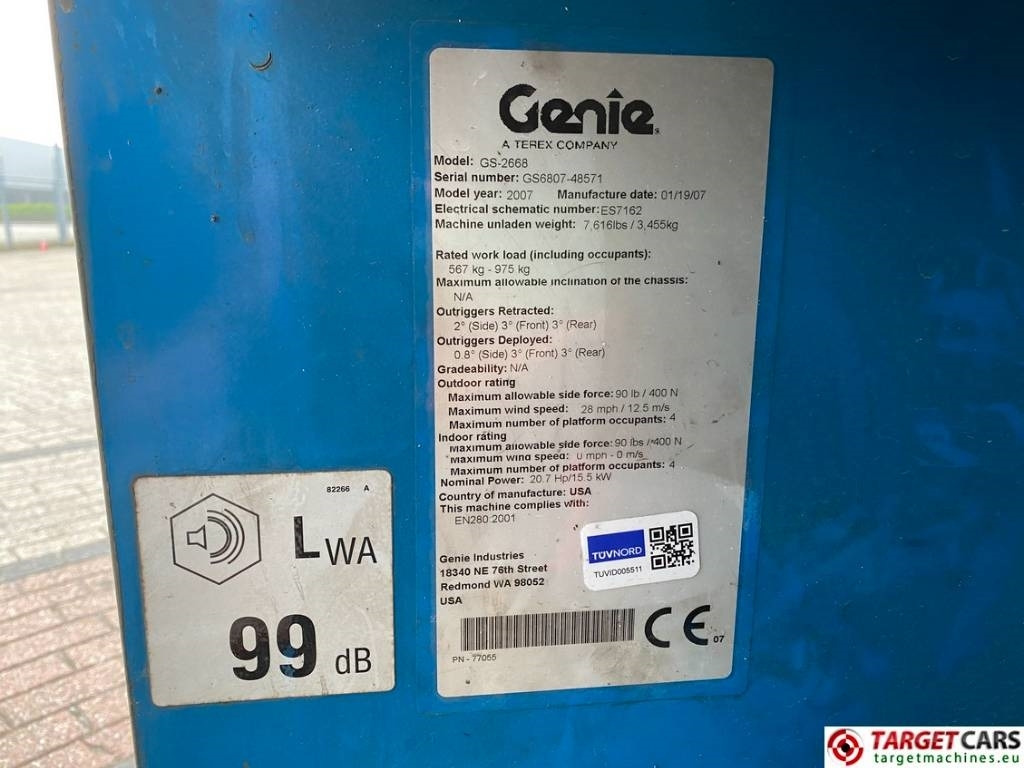 Genie
A TEREX COMPANY
Model: GS-2668
Serial number: GS6807-48571
Model year: 2007 Manufacture date: 01/19/07
Electrical schematic number: ES7162
Machine unladen weight: 7,616lbs / 3,455kg
Rated work load (including occupants):
567 kg - 975 kg
Maximum allowable inclination of the chassis:
N/A
Outriggers Retracted:
2° (Side) 3° (Front) 3° (Rear)
Outriggers Deployed:
0.8° (Side) 3° (Front) 3° (Rear)
Gradeability: N/A
Outdoor rating
Maximum allowable side force: 90 lb / 400 N
Maximum wind speed: 28 mph / 12.5 m/s
Maximum number of platform occupants: 4
Indoor rating
Maximum allowable side force: 90 lbs / 400 N
Maximum wind speed: 0 mph - 0 m/s
Maximum number of platform occupants: 4
Nominal Power: 20.7 Hp/15.5 kW
Country of manufacture: USA
This machine complies with:
EN280:2001
Genie Industries
18340 NE 76th Street
Redmond WA 98052
USA
TÜVNORD
TUVID005511
PN - 77055
CE 07
82266 A
LWA
99 dB
TARGETCARS
targetmachines.eu